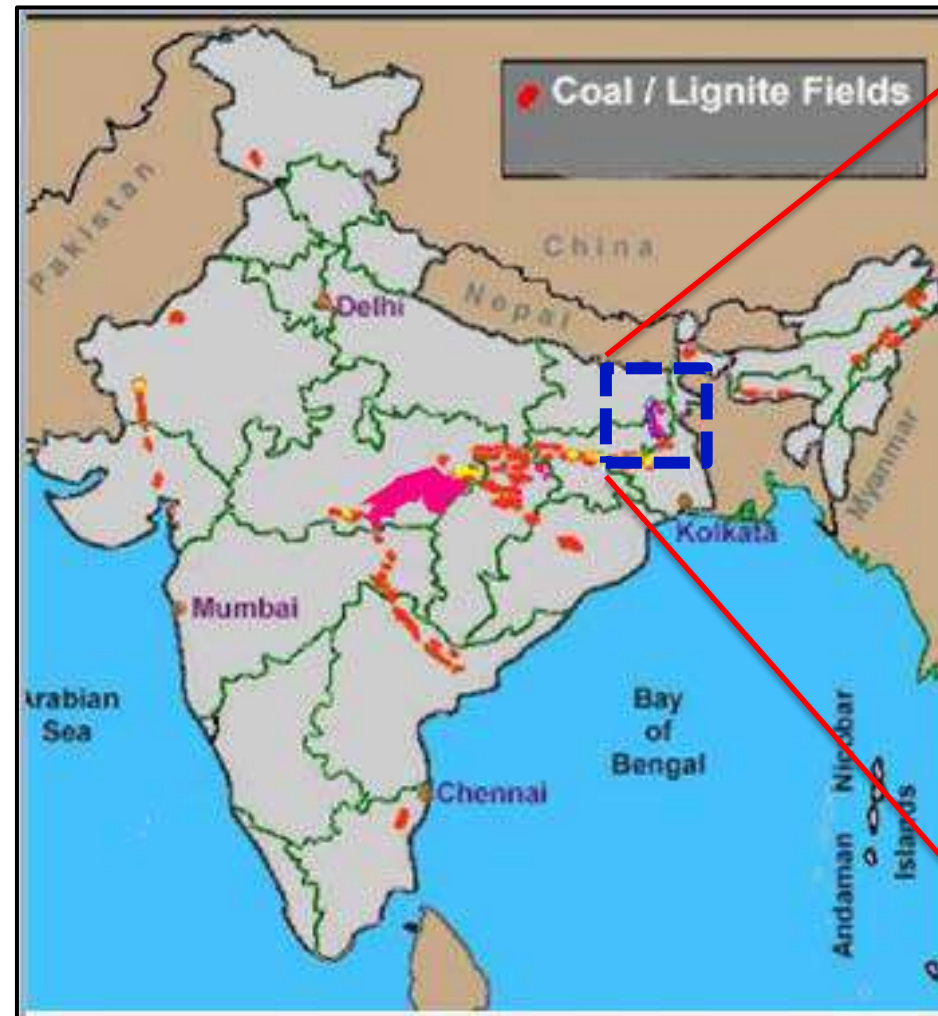 Coal / Lignite Fields
Pakistan
China
Nepal
Delhi
Myanmar
Kolkata
Mumbai
Arabian
Sea
Bay
of
Bengal
Chennai
Andaman Nicobar
Islands